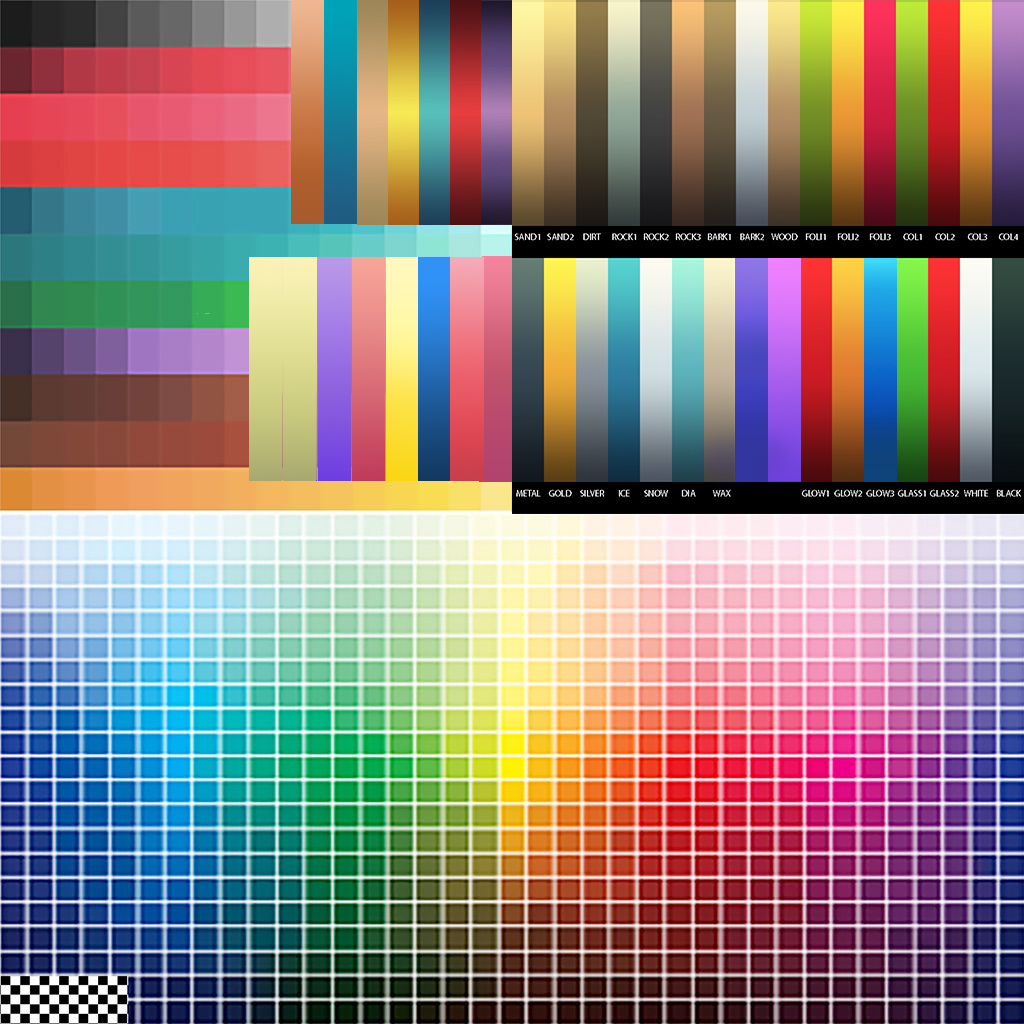 SAND1 SAND2 DIRT ROCK1 ROCK2 ROCK3 BARK1 BARK2 WOOD FOLI1 FOLI2 FOLI3 COL1 COL2 COL3 COL4
METAL GOLD SILVER ICE SNOW DIA WAX GLOW1 GLOW2 GLOW3 GLASS1 GLASS2 WHITE BLACK